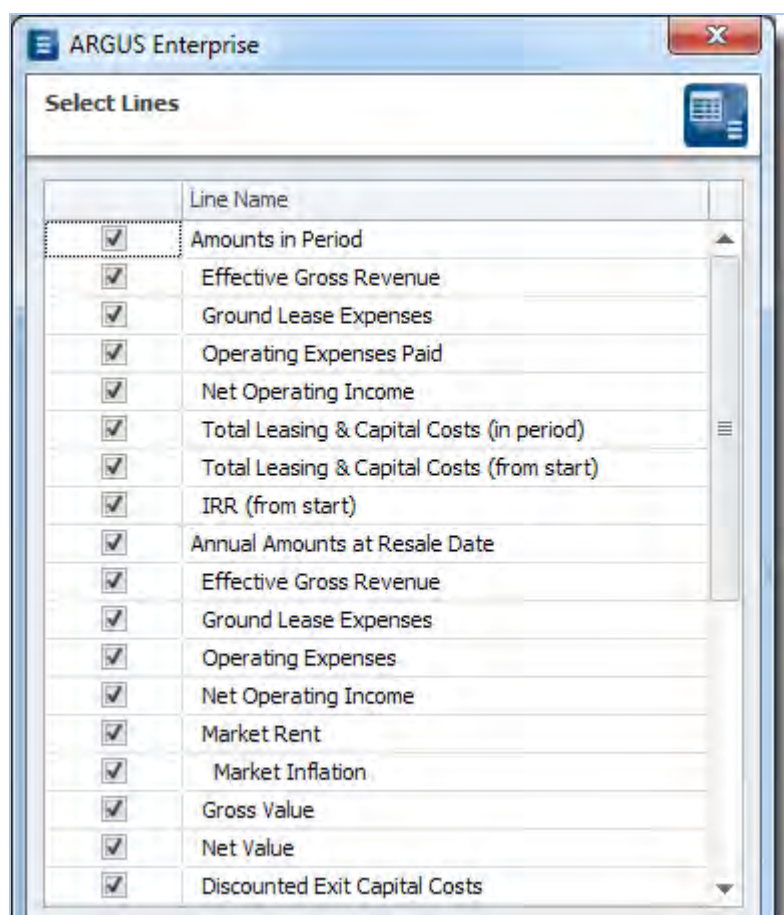 ARGUS Enterprise
Select Lines
Line Name
Amounts in Period
Effective Gross Revenue
Ground Lease Expenses
Operating Expenses Paid
Net Operating Income
Total Leasing & Capital Costs (in period)
Total Leasing & Capital Costs (from start)
IRR (from start)
Annual Amounts at Resale Date
Effective Gross Revenue
Ground Lease Expenses
Operating Expenses
Net Operating Income
Market Rent
Market Inflation
Gross Value
Net Value
Discounted Exit Capital Costs